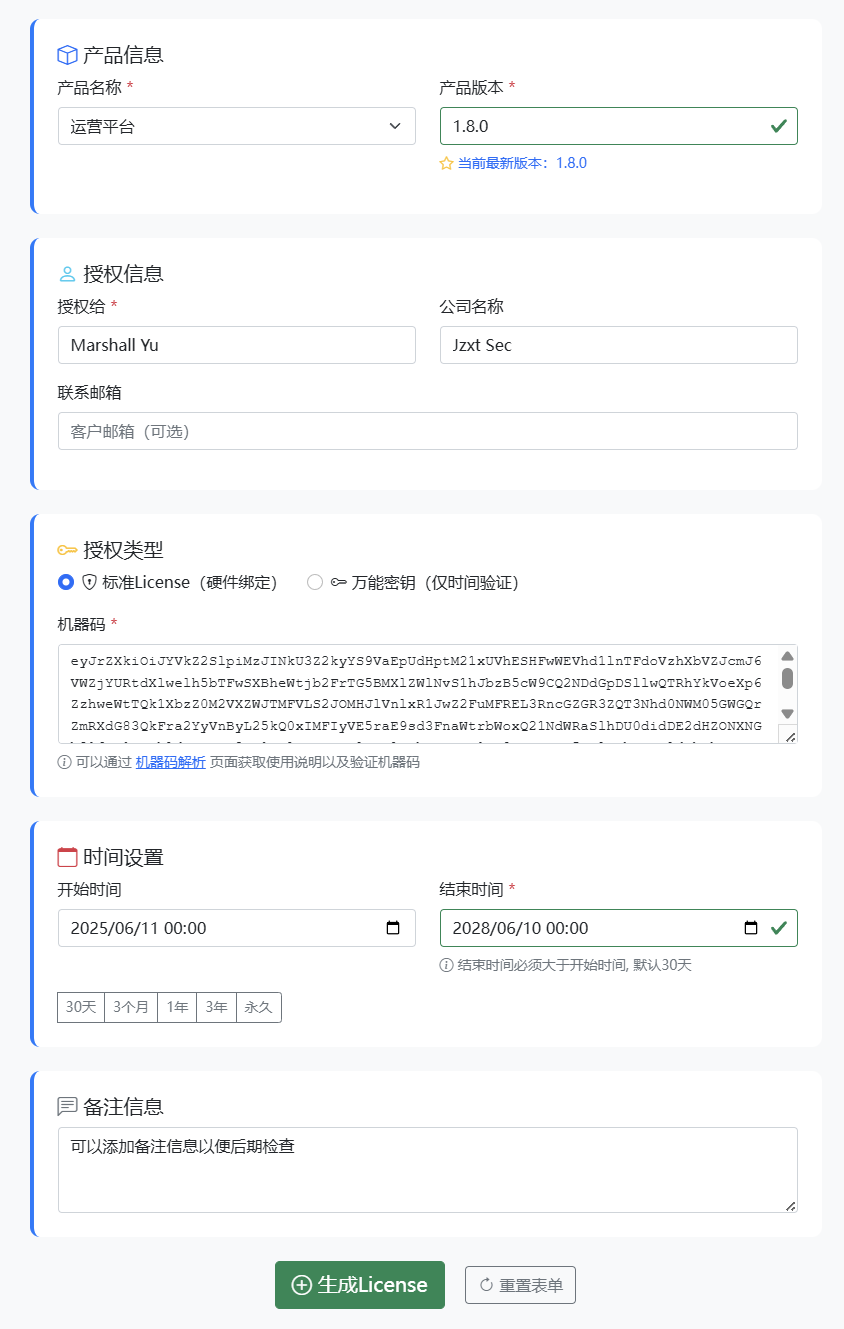 产品信息
产品名称 *
产品版本 *
运营平台
1.8.0
当前最新版本：1.8.0
授权信息
授权给 *
公司名称
Marshall Yu
Jzxt Sec
联系邮箱
客户邮箱（可选）
授权类型
标准License（硬件绑定）
万能密钥（仅时间验证）
机器码 *
可以通过 机器码解析 页面获取使用说明以及验证机器码
时间设置
开始时间
结束时间 *
2025/06/11 00:00
2028/06/10 00:00
结束时间必须大于开始时间, 默认30天
30天
3个月
1年
3年
永久
备注信息
可以添加备注信息以便后期检查
生成License
重置表单